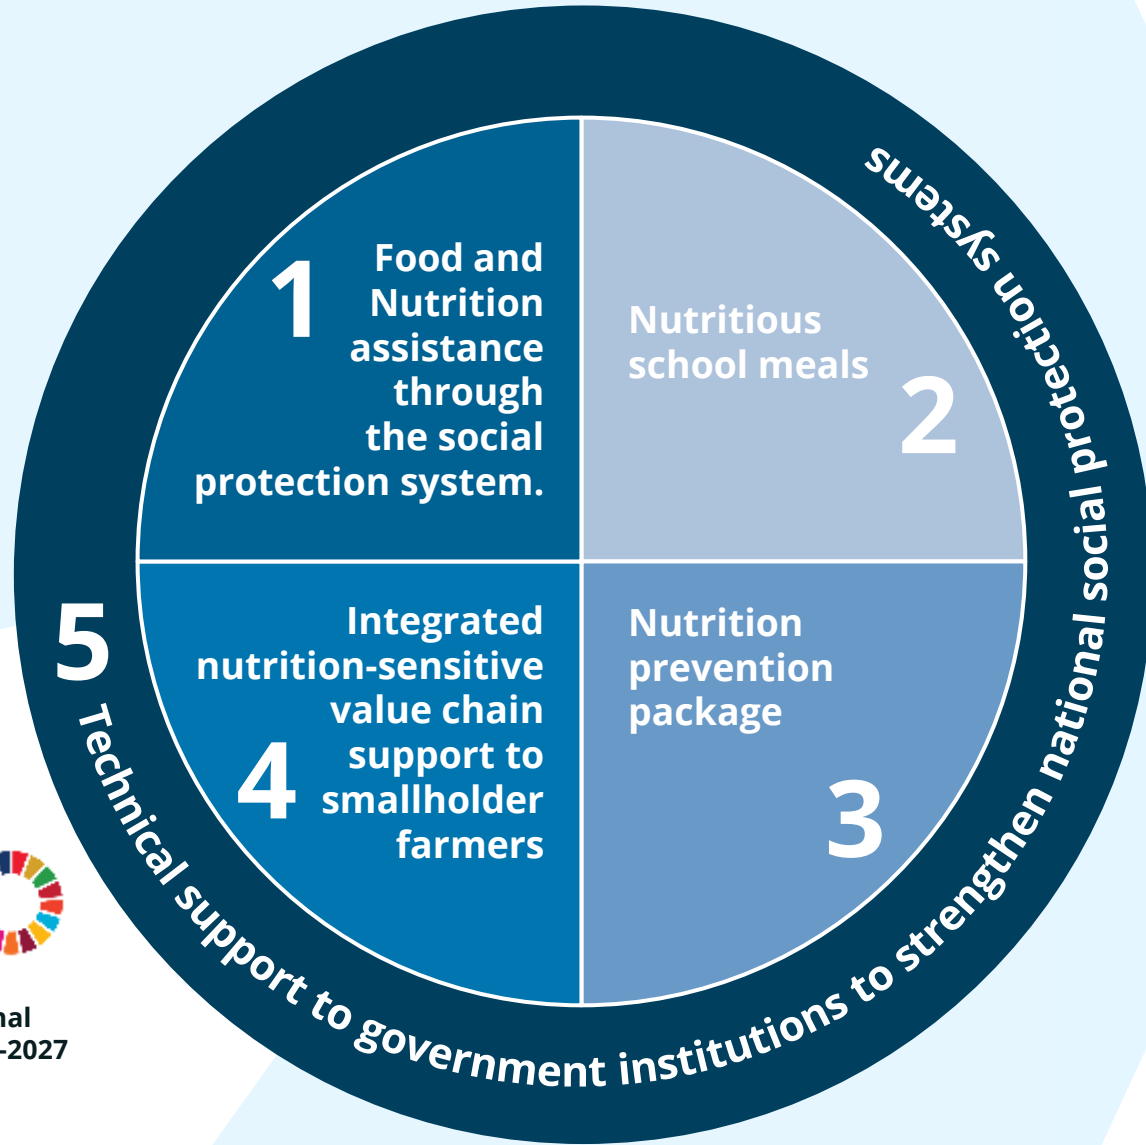 1
Food and
Nutrition
assistance
through
the social
protection system.
Nutritious
school meals
2
Nutrition
prevention
package
3
Integrated
nutrition-sensitive
value chain
support to
smallholder
farmers
4
5
Technical support to government institutions to strengthen national social protection systems
-2027